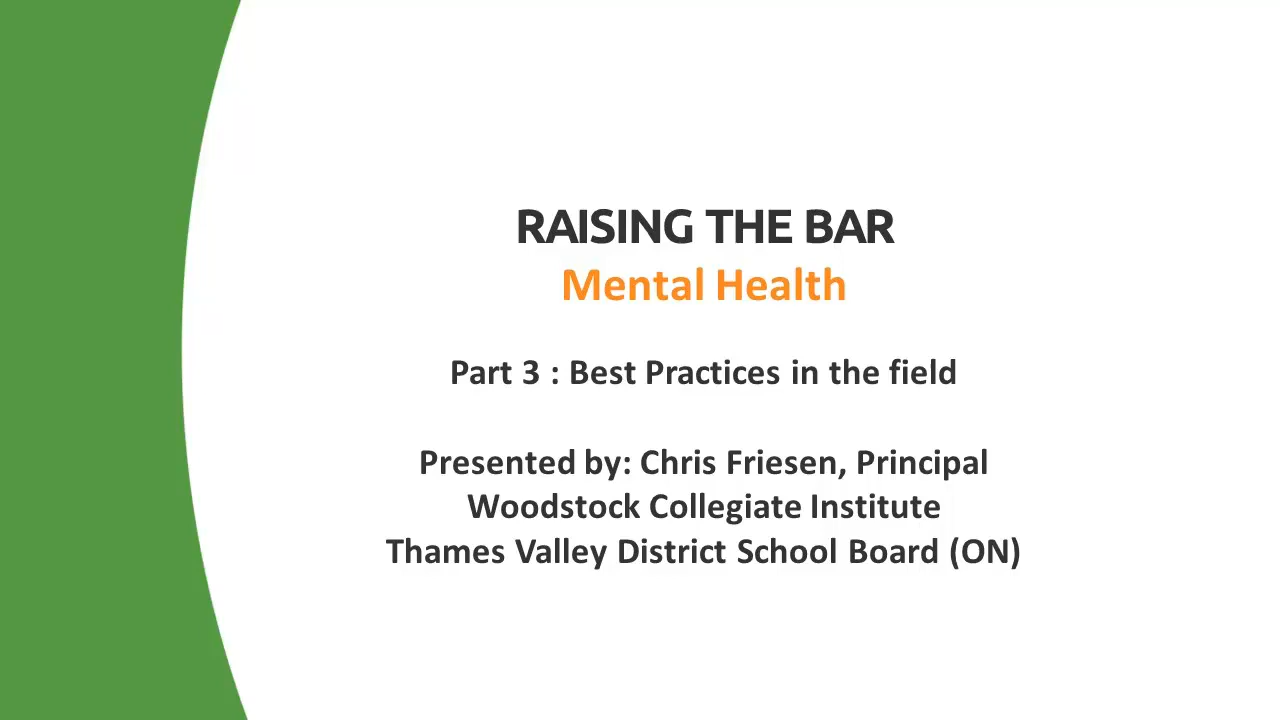 RAISING THE BAR
Mental Health
Part 3 : Best Practices in the field
Presented by: Chris Friesen, Principal
Woodstock Collegiate Institute
Thames Valley District School Board (ON)